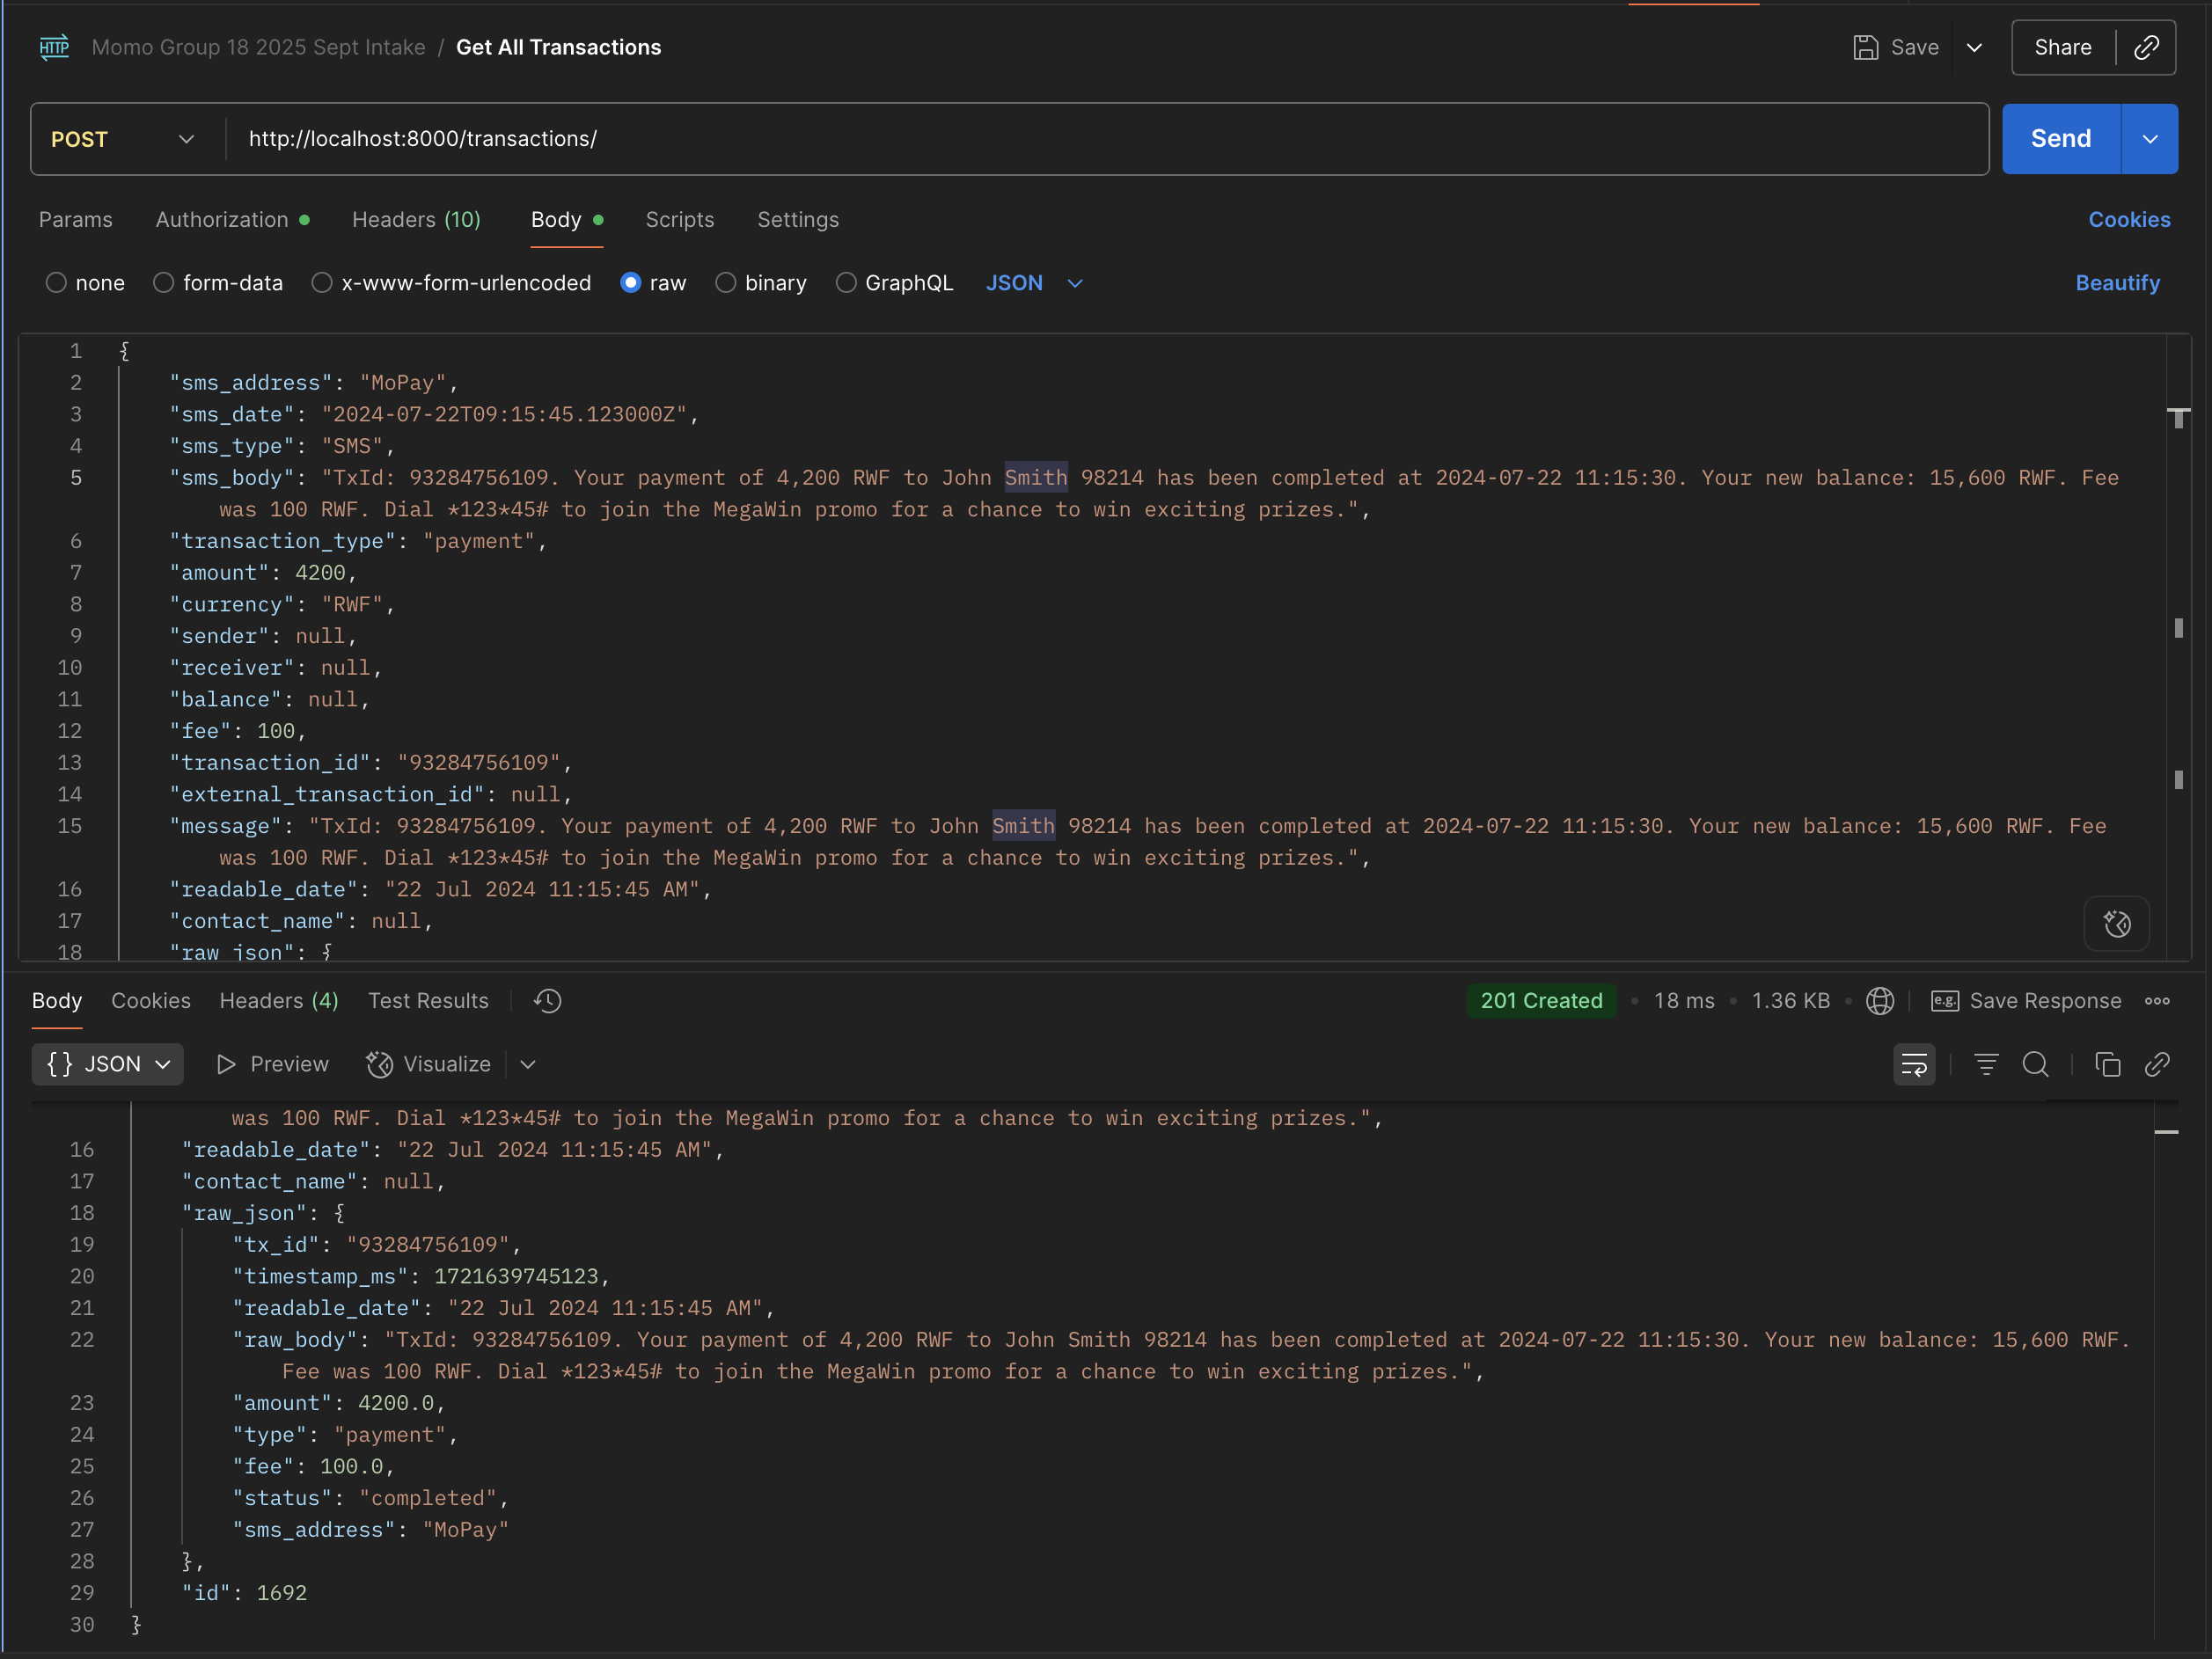 HTTP Momo Group 18 2025 Sept Intake / Get All Transactions Save Share
POST http://localhost:8000/transactions/ Send
Params Authorization Headers (10) Body Scripts Settings Cookies
none form-data x-www-form-urlencoded raw binary GraphQL JSON Beautify
1 {
2 "sms_address": "MoPay",
3 "sms_date": "2024-07-22T09:15:45.123000Z",
4 "sms_type": "SMS",
5 "sms_body": "TxId: 93284756109. Your payment of 4,200 RWF to John Smith 98214 has been completed at 2024-07-22 11:15:30. Your new balance: 15,600 RWF. Fee
was 100 RWF. Dial *123*45# to join the MegaWin promo for a chance to win exciting prizes.",
6 "transaction_type": "payment",
7 "amount": 4200,
8 "currency": "RWF",
9 "sender": null,
10 "receiver": null,
11 "balance": null,
12 "fee": 100,
13 "transaction_id": "93284756109",
14 "external_transaction_id": null,
15 "message": "TxId: 93284756109. Your payment of 4,200 RWF to John Smith 98214 has been completed at 2024-07-22 11:15:30. Your new balance: 15,600 RWF. Fee
was 100 RWF. Dial *123*45# to join the MegaWin promo for a chance to win exciting prizes.",
16 "readable_date": "22 Jul 2024 11:15:45 AM",
17 "contact_name": null,
18 "raw_json": {
Body Cookies Headers (4) Test Results 201 Created • 18 ms • 1.36 KB • e.g. Save Response
{} JSON Preview Visualize
was 100 RWF. Dial *123*45# to join the MegaWin promo for a chance to win exciting prizes.",
16 "readable_date": "22 Jul 2024 11:15:45 AM",
17 "contact_name": null,
18 "raw_json": {
19 "tx_id": "93284756109",
20 "timestamp_ms": 1721639745123,
21 "readable_date": "22 Jul 2024 11:15:45 AM",
22 "raw_body": "TxId: 93284756109. Your payment of 4,200 RWF to John Smith 98214 has been completed at 2024-07-22 11:15:30. Your new balance: 15,600 RWF.
Fee was 100 RWF. Dial *123*45# to join the MegaWin promo for a chance to win exciting prizes.",
23 "amount": 4200.0,
24 "type": "payment",
25 "fee": 100.0,
26 "status": "completed",
27 "sms_address": "MoPay"
28 },
29 "id": 1692
30 }